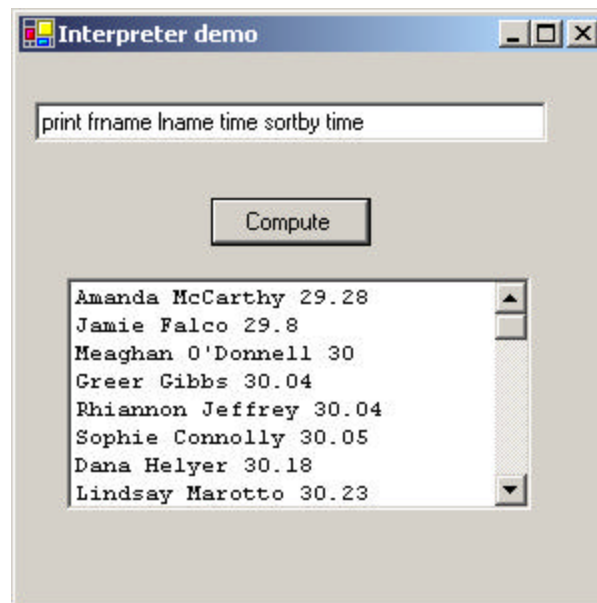 Interpreter demo
print frname lname time sortby time
Compute
Amanda McCarthy 29.28
Jamie Falco 29.8
Meaghan O'Donnell 30
Greer Gibbs 30.04
Rhiannon Jeffrey 30.04
Sophie Connolly 30.05
Dana Helyer 30.18
Lindsay Marotto 30.23